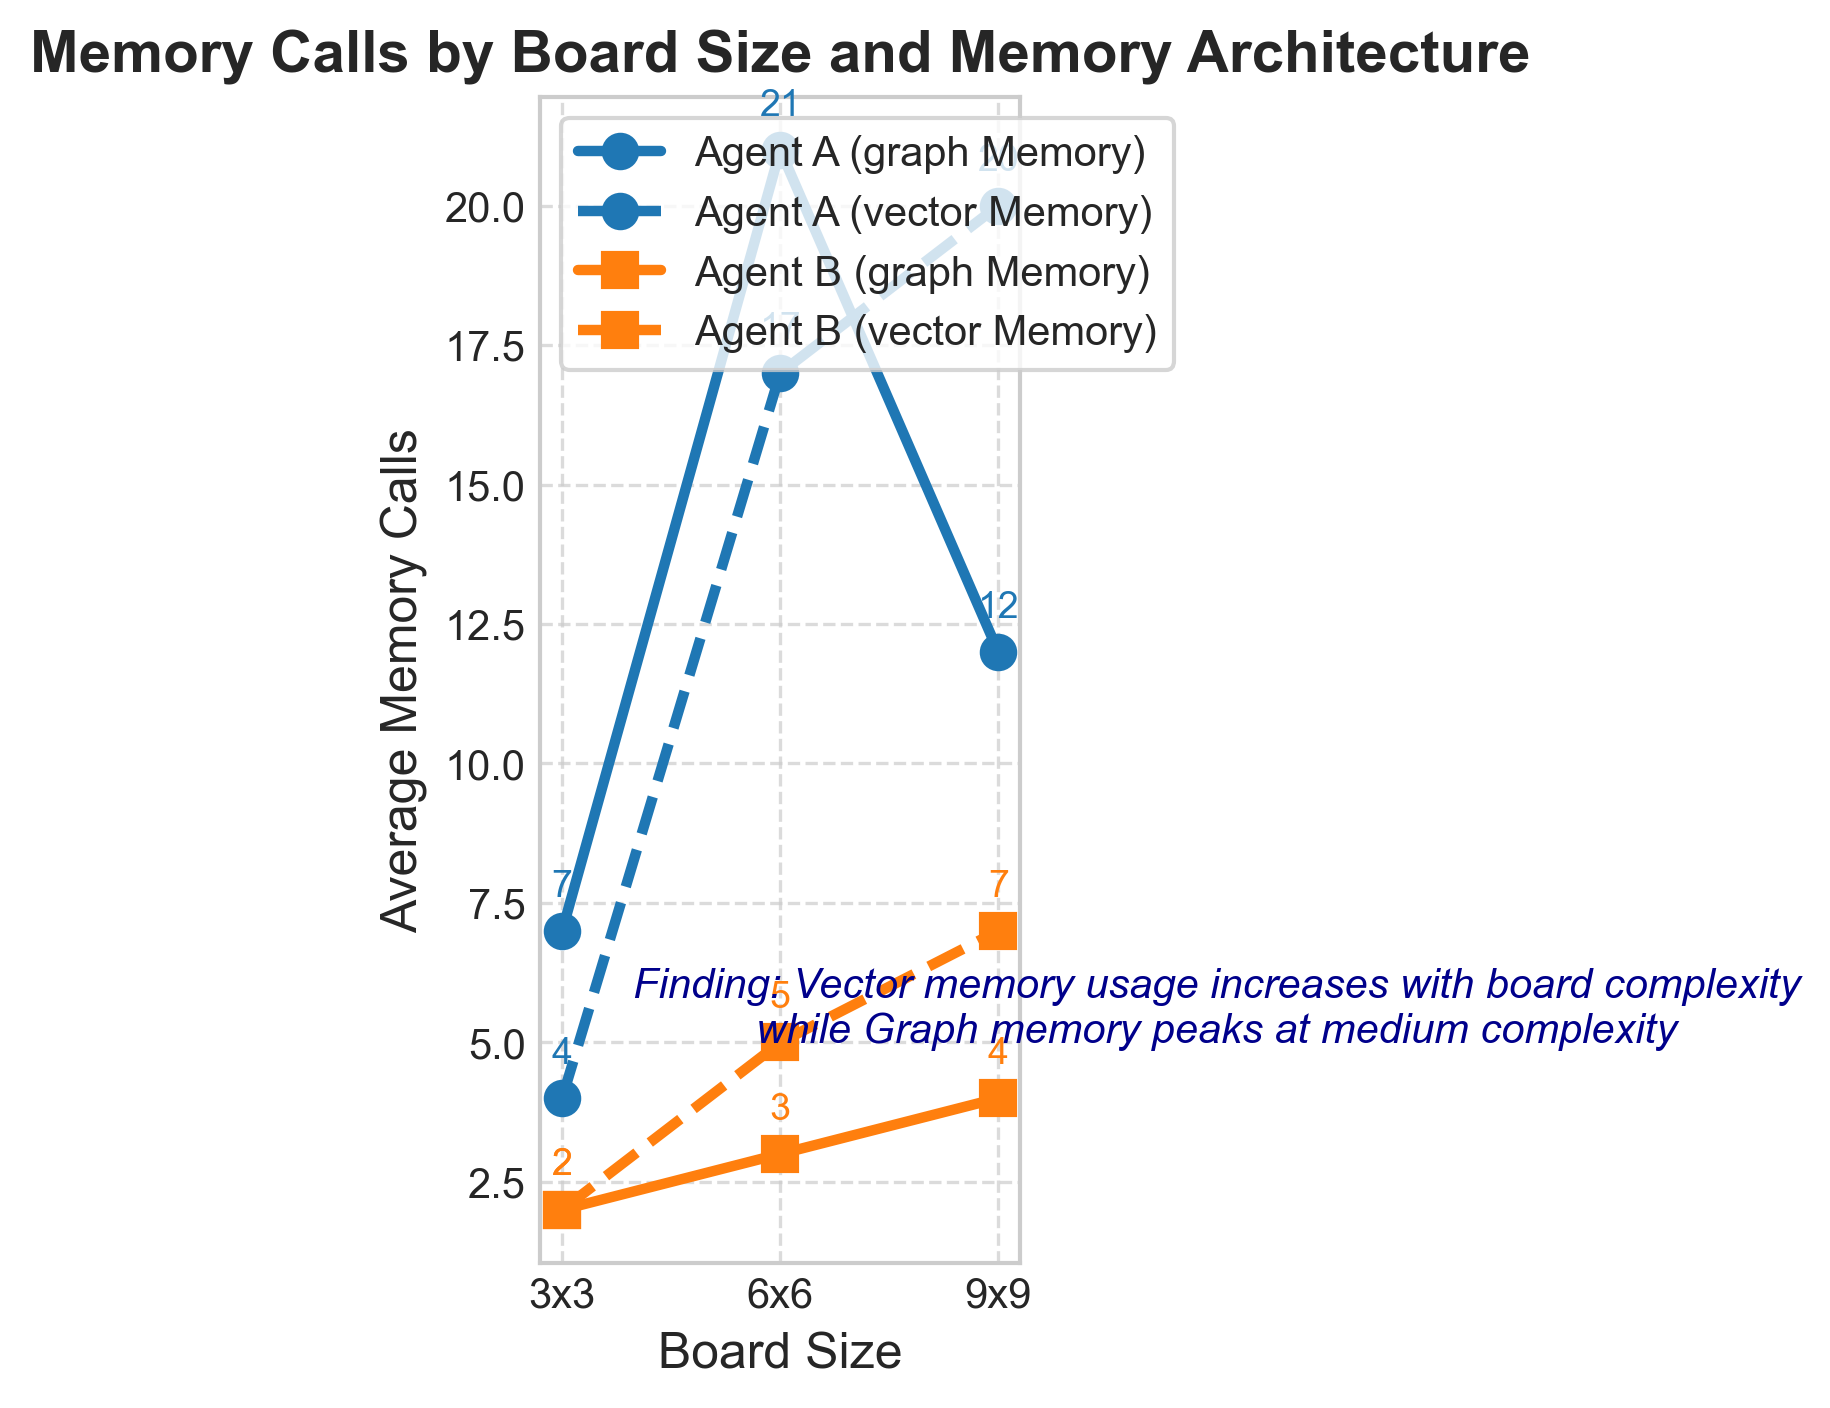 Memory Calls by Board Size and Memory Architecture
21
Agent A (graph Memory)
20
Agent A (vector Memory)
Agent B (graph Memory)
17
Agent B (vector Memory)
20.0
17.5
15.0
12.5
10.0
7.5
5.0
2.5
Average Memory Calls
12
7
7
Finding: Vector memory usage increases with board complexity
while Graph memory peaks at medium complexity
5
4
4
3
2
3x3
6x6
9x9
Board Size